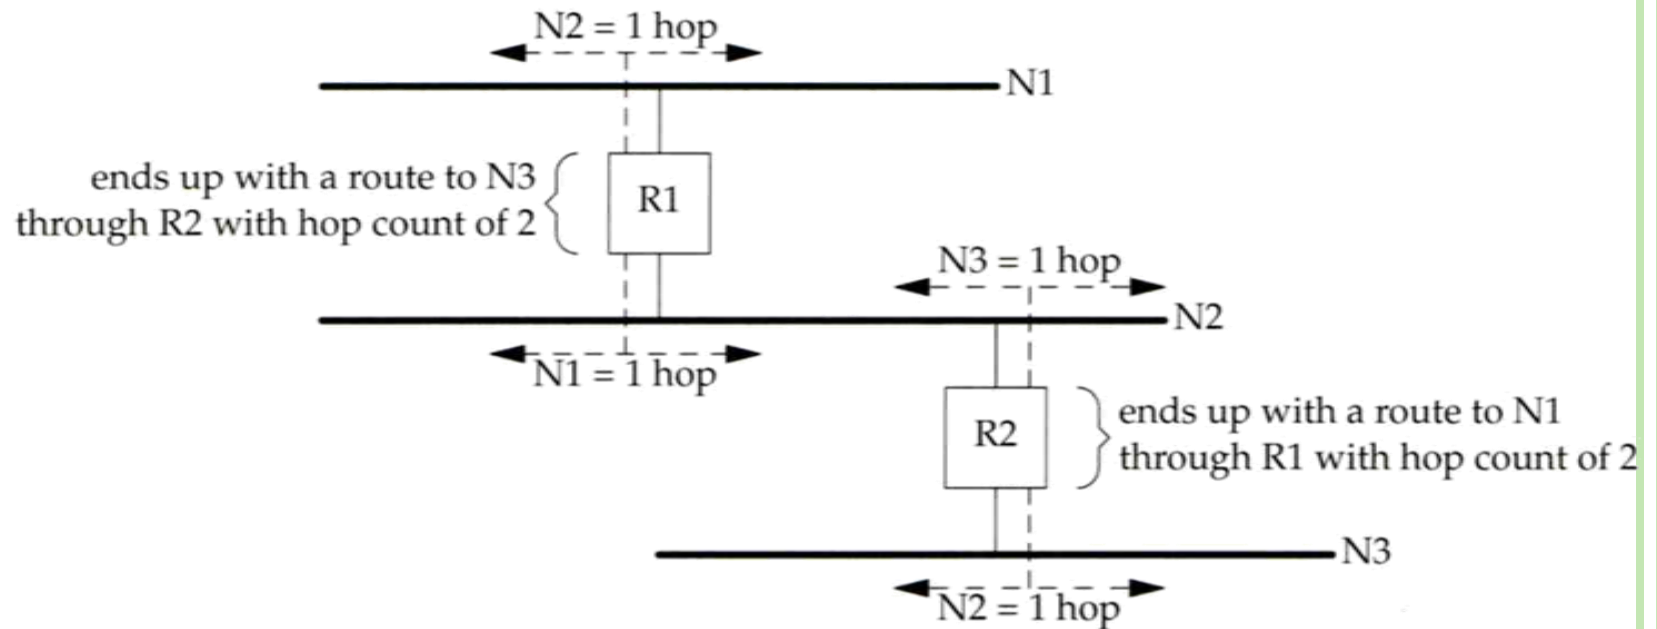 N2 = 1 hop
N1
ends up with a route to N3
through R2 with hop count of 2
R1
N3 = 1 hop
N2
N1 = 1 hop
R2
ends up with a route to N1
through R1 with hop count of 2
N3
N2 = 1 hop